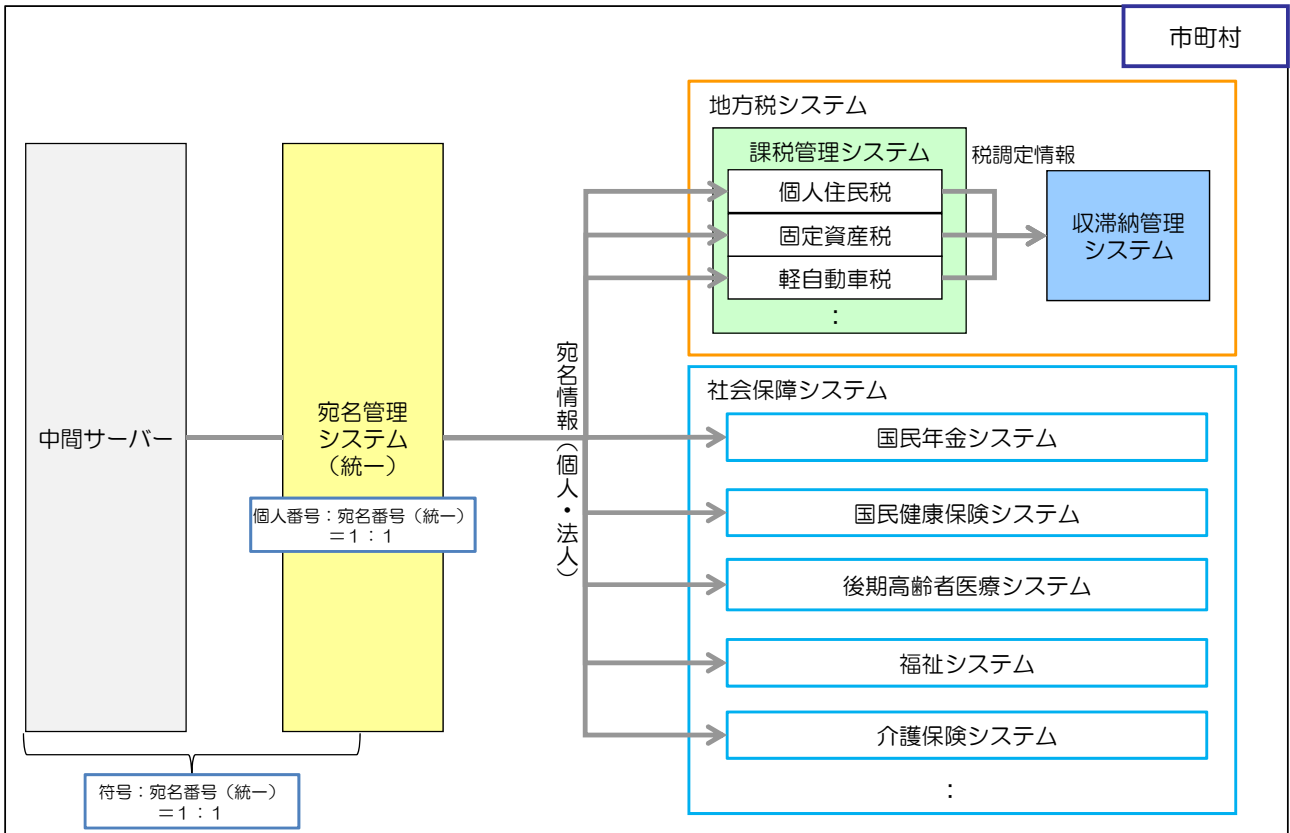 市町村
地方税システム
課税管理システム
税調定情報
個人住民税
固定資産税
軽自動車税
：
収滞納管理
システム
中間サーバー
宛名管理
システム
（統一）
個人番号：宛名番号（統一）
＝１：１
符号：宛名番号（統一）
＝１：１
宛名情報（個人・法人）
社会保障システム
国民年金システム
国民健康保険システム
後期高齢者医療システム
福祉システム
介護保険システム
：